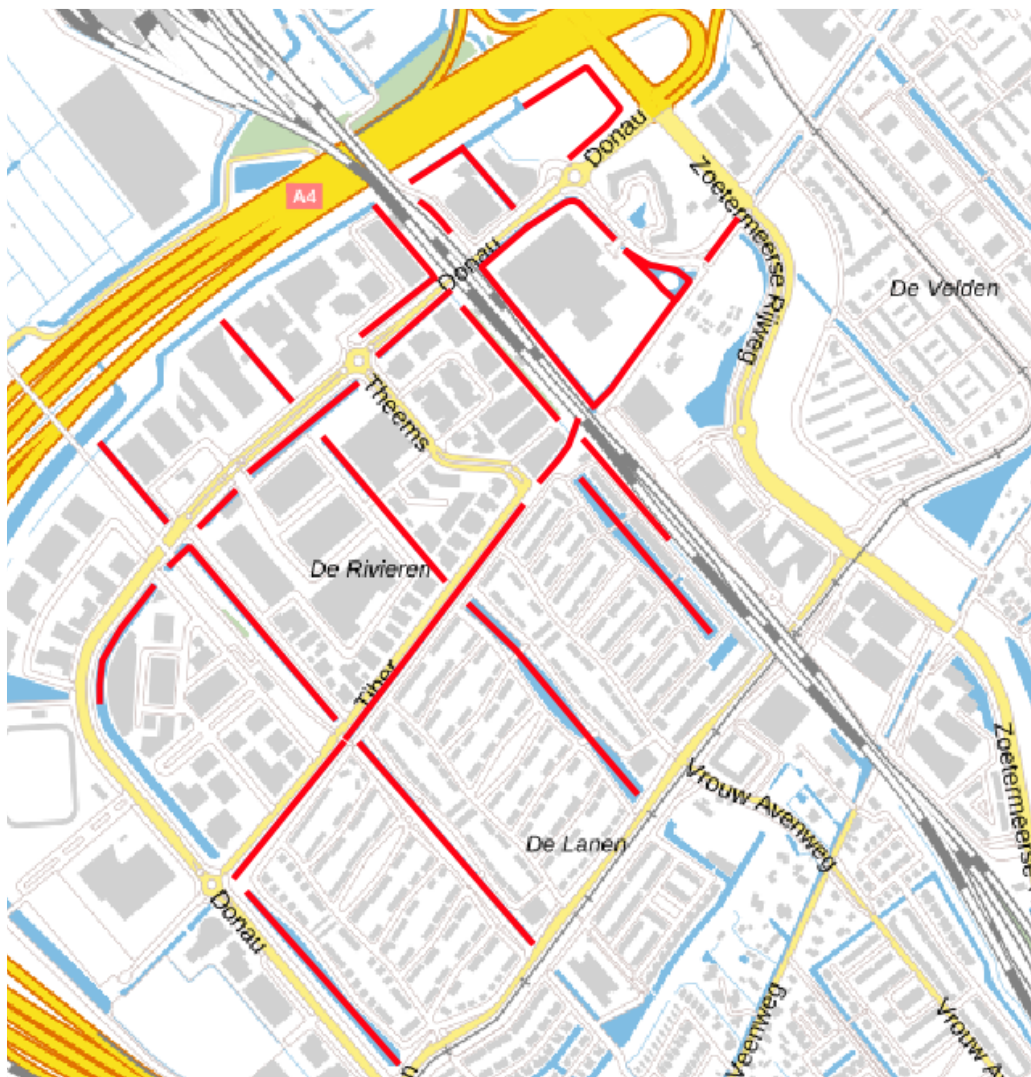 Donau
Zoetermeerse Rijweg
A4
Donau
De Velden
Theems
De Rivieren
Tiber
Zoetermeerse
Vrouw Avenweg
De Lanen
Donau
Veenweg
Vrouw Av
n